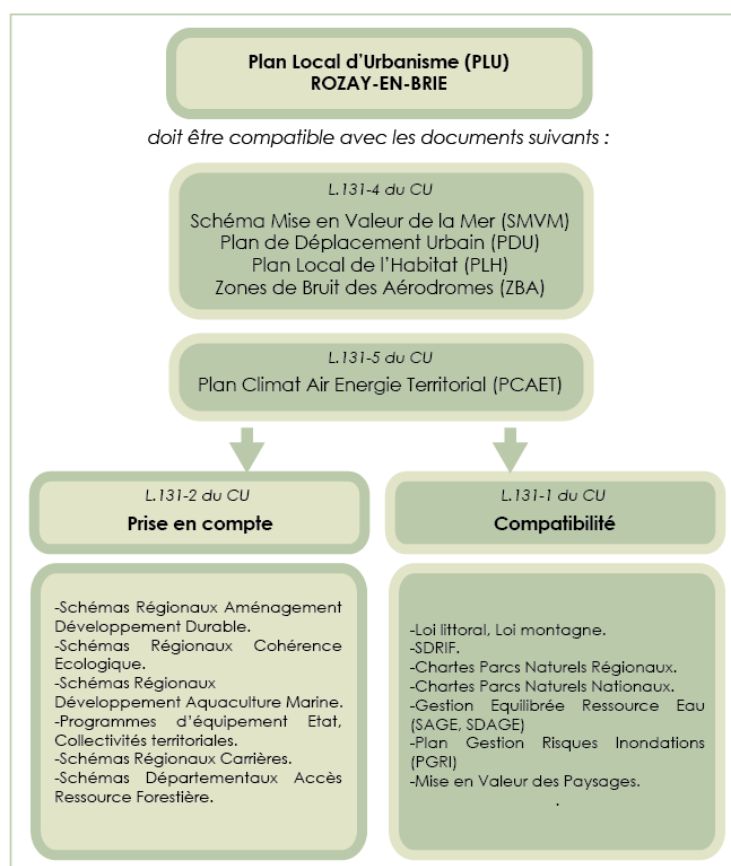 Plan Local d'Urbanisme (PLU)
ROZAY-EN-BRIE
doit être compatible avec les documents suivants :
L.131-4 du CU
Schéma Mise en Valeur de la Mer (SMVM)
Plan de Déplacement Urbain (PDU)
Plan Local de l'Habitat (PLH)
Zones de Bruit des Aérodromes (ZBA)
L.131-5 du CU
Plan Climat Air Energie Territorial (PCAET)
L.131-2 du CU
Prise en compte
L.131-1 du CU
Compatibilité
-Schémas Régionaux Aménagement
Développement Durable.
-Schémas Régionaux Cohérence
Ecologique.
-Schémas Régionaux
Développement Aquaculture Marine.
-Programmes d'équipement Etat,
Collectivités territoriales.
-Schémas Régionaux Carrières.
-Schémas Départementaux Accès
Ressource Forestière.
-Loi littoral, Loi montagne.
-SDRIF.
-Chartes Parcs Naturels Régionaux.
-Chartes Parcs Naturels Nationaux.
-Gestion Equilibrée Ressource Eau
(SAGE, SDAGE)
-Plan Gestion Risques Inondations
(PGRI)
-Mise en Valeur des Paysages.
.